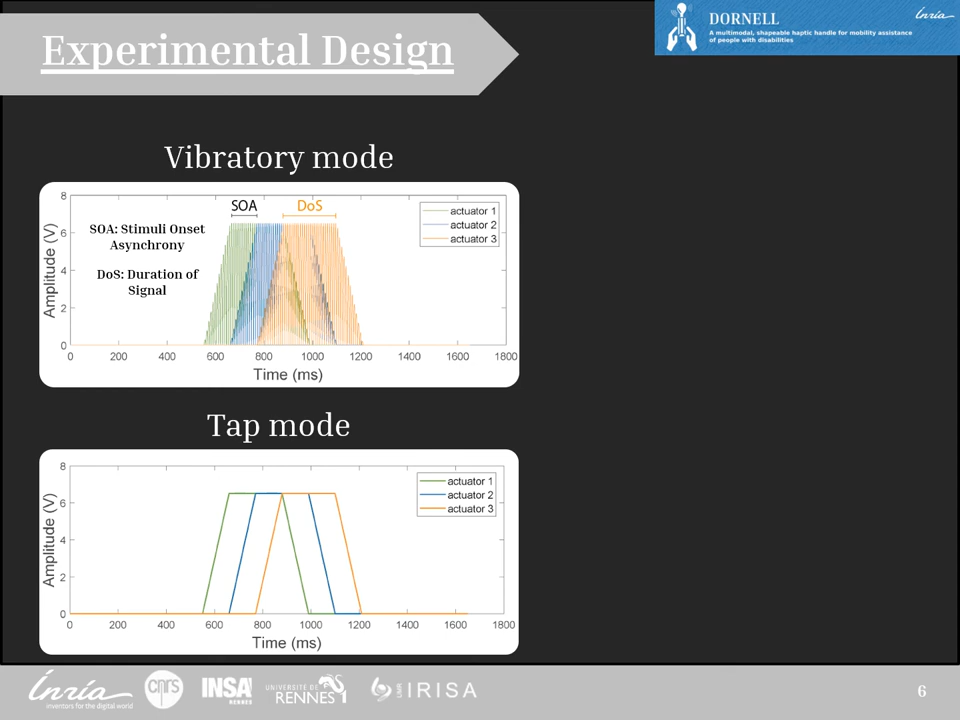 DORNELL
A multimodal, shapeable haptic handle for mobility assistance
of people with disabilities
Inria
Experimental Design
Vibratory mode
SOA
DoS
SOA: Stimuli Onset
Asynchrony
DoS: Duration of
Signal
actuator 1
actuator 2
actuator 3
Amplitude (V)
8
6
4
2
0
0 200 400 600 800 1000 1200 1400 1600 1800
Time (ms)
Tap mode
actuator 1
actuator 2
actuator 3
Amplitude (V)
8
6
4
2
0
0 200 400 600 800 1000 1200 1400 1600 1800
Time (ms)
Inria
inventors for the digital world
cnrs
INSA
RENNES
UNIVERSITÉ DE
RENNES 1
IRISA
6